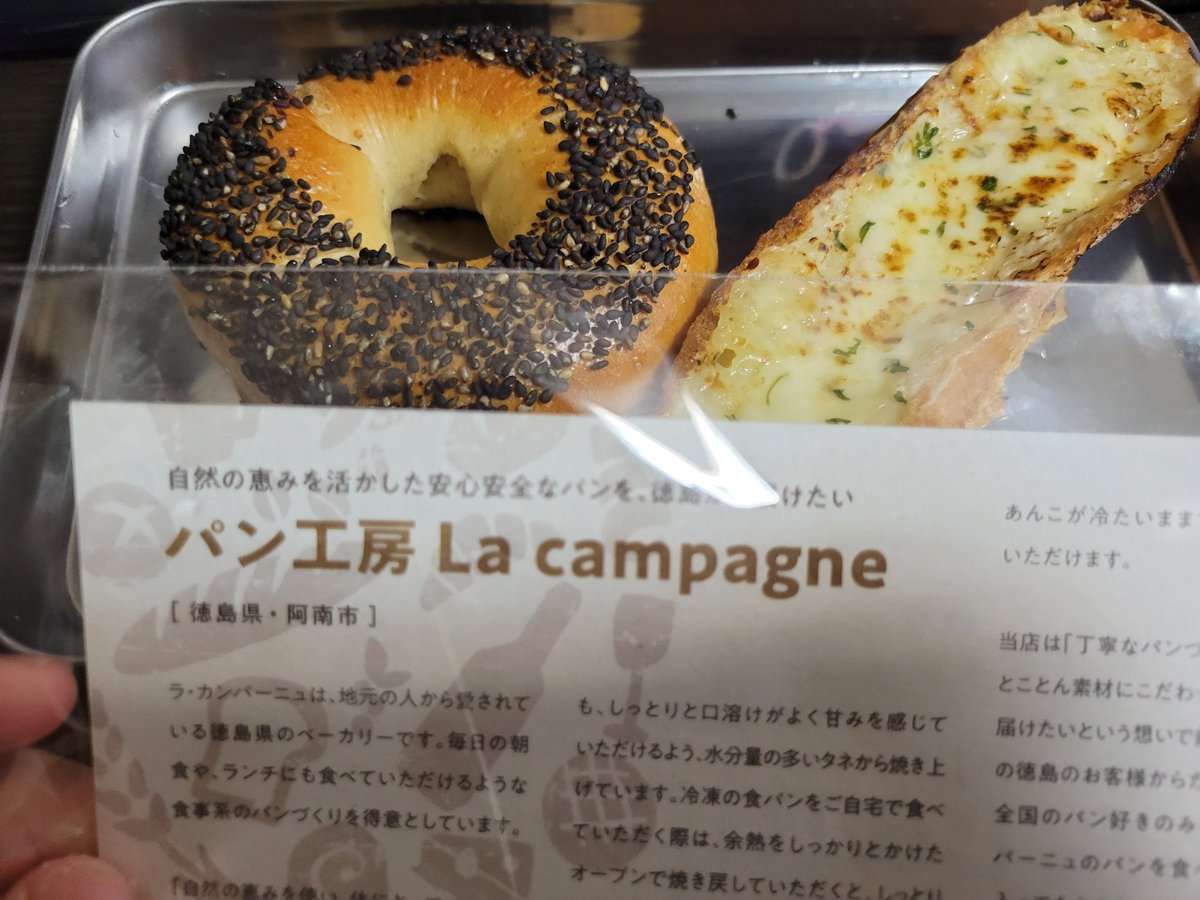 自然の恵みを活かした安心安全なパンを、徳島 けたい
パン工房 La campagne
[ 徳島県・阿南市 ]
ラ・カンパーニュは、地元の人から愛されて
いる徳島県のベーカリーです。毎日の朝
食や、ランチにも食べていただけるような
食事系のパンづくりを得意としています。
「自然の恵みを使い、体に
も、しっとりと口溶けがよく甘みを感じて
いただけるよう、水分量の多いタネから焼き上
げています。冷凍の食パンをご自宅で食べ
ていただく際は、余熱をしっかりとかけた
オーブンで焼き戻していただくと、しっとり
あんこが冷たいまま
いただけます。
当店は「丁寧なパンづ
とことん素材にこだわ
届けたいという想いで
の徳島のお客様から
全国のパン好きのみ
パーニュのパンを食